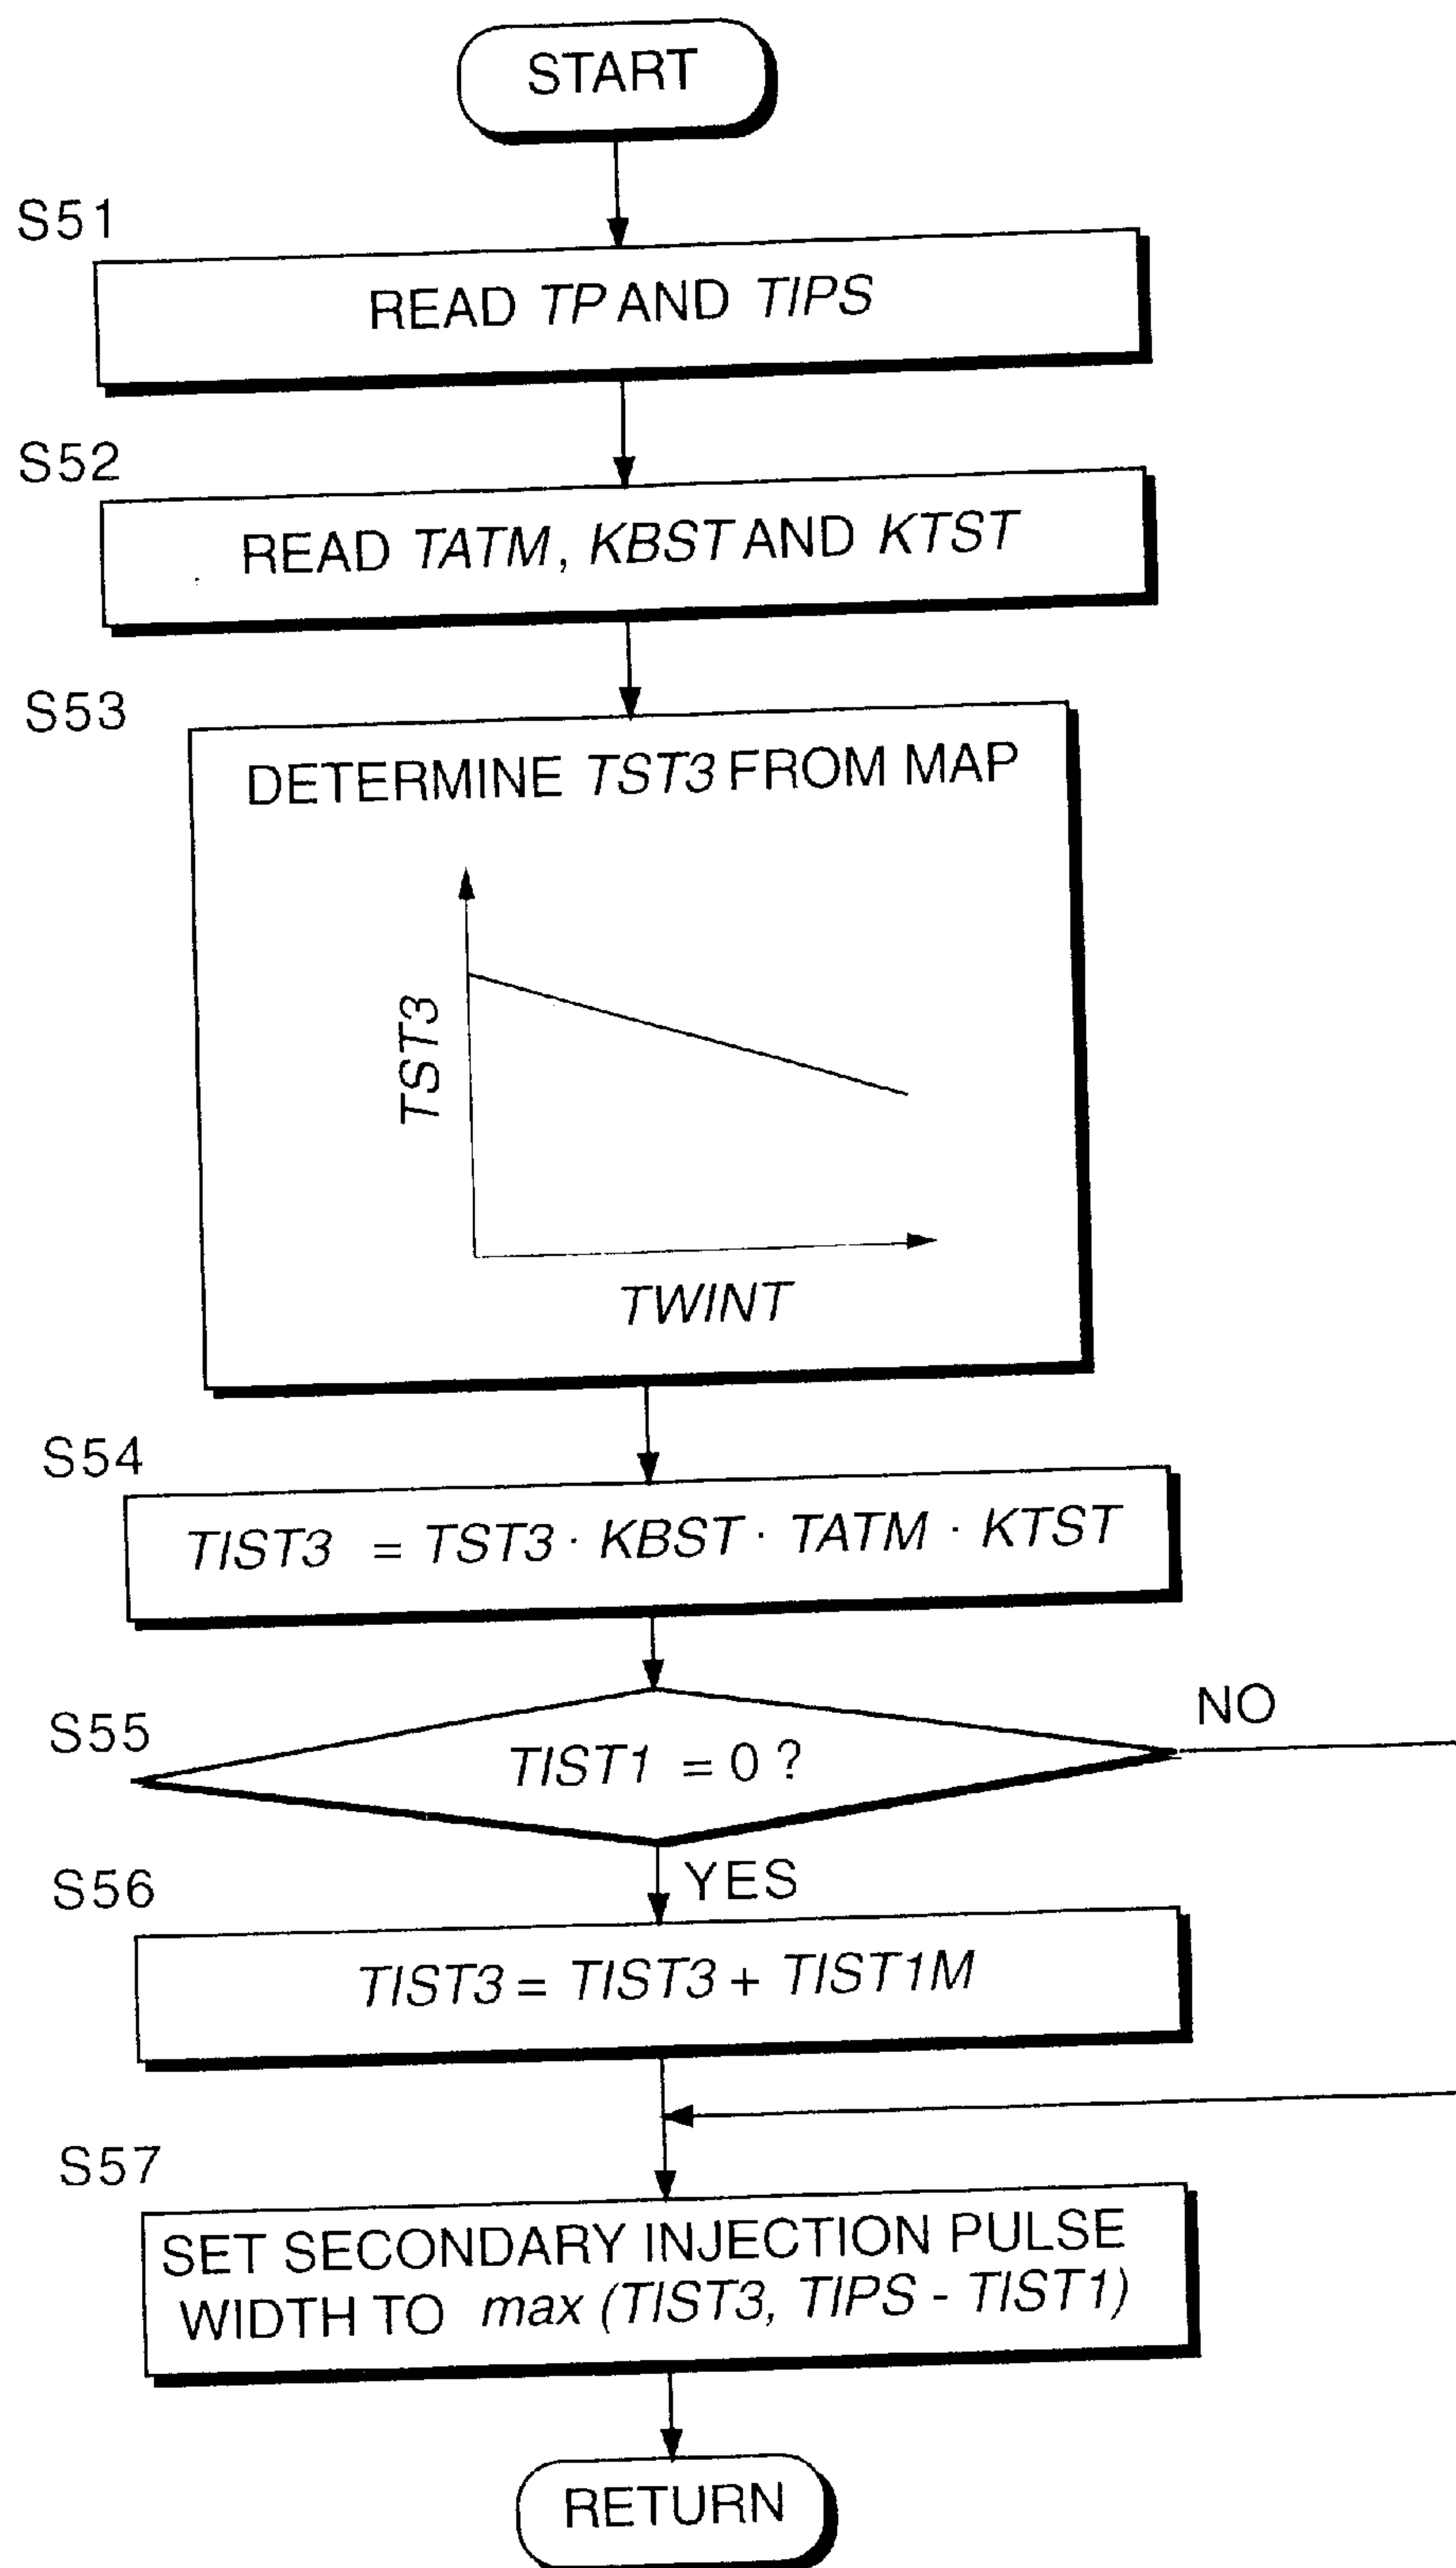 START
S51
READ TP AND TIPS
S52
READ TATM, KBST AND KTST
S53
DETERMINE TST3 FROM MAP
TST3
TWINT
S54
TIST3 = TST3 · KBST · TATM · KTST
S55
TIST1 = 0 ?
NO
YES
S56
TIST3 = TIST3 + TIST1M
S57
SET SECONDARY INJECTION PULSE
WIDTH TO max (TIST3, TIPS - TIST1)
RETURN